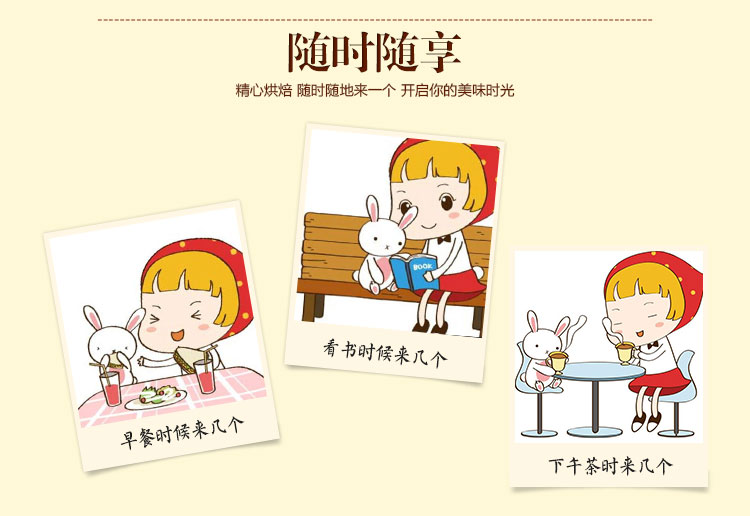 随时随享
精心烘焙 随时随地来一个 开启你的美味时光
BOOK
看书时候来几个
早餐时候来几个
下午茶时来几个